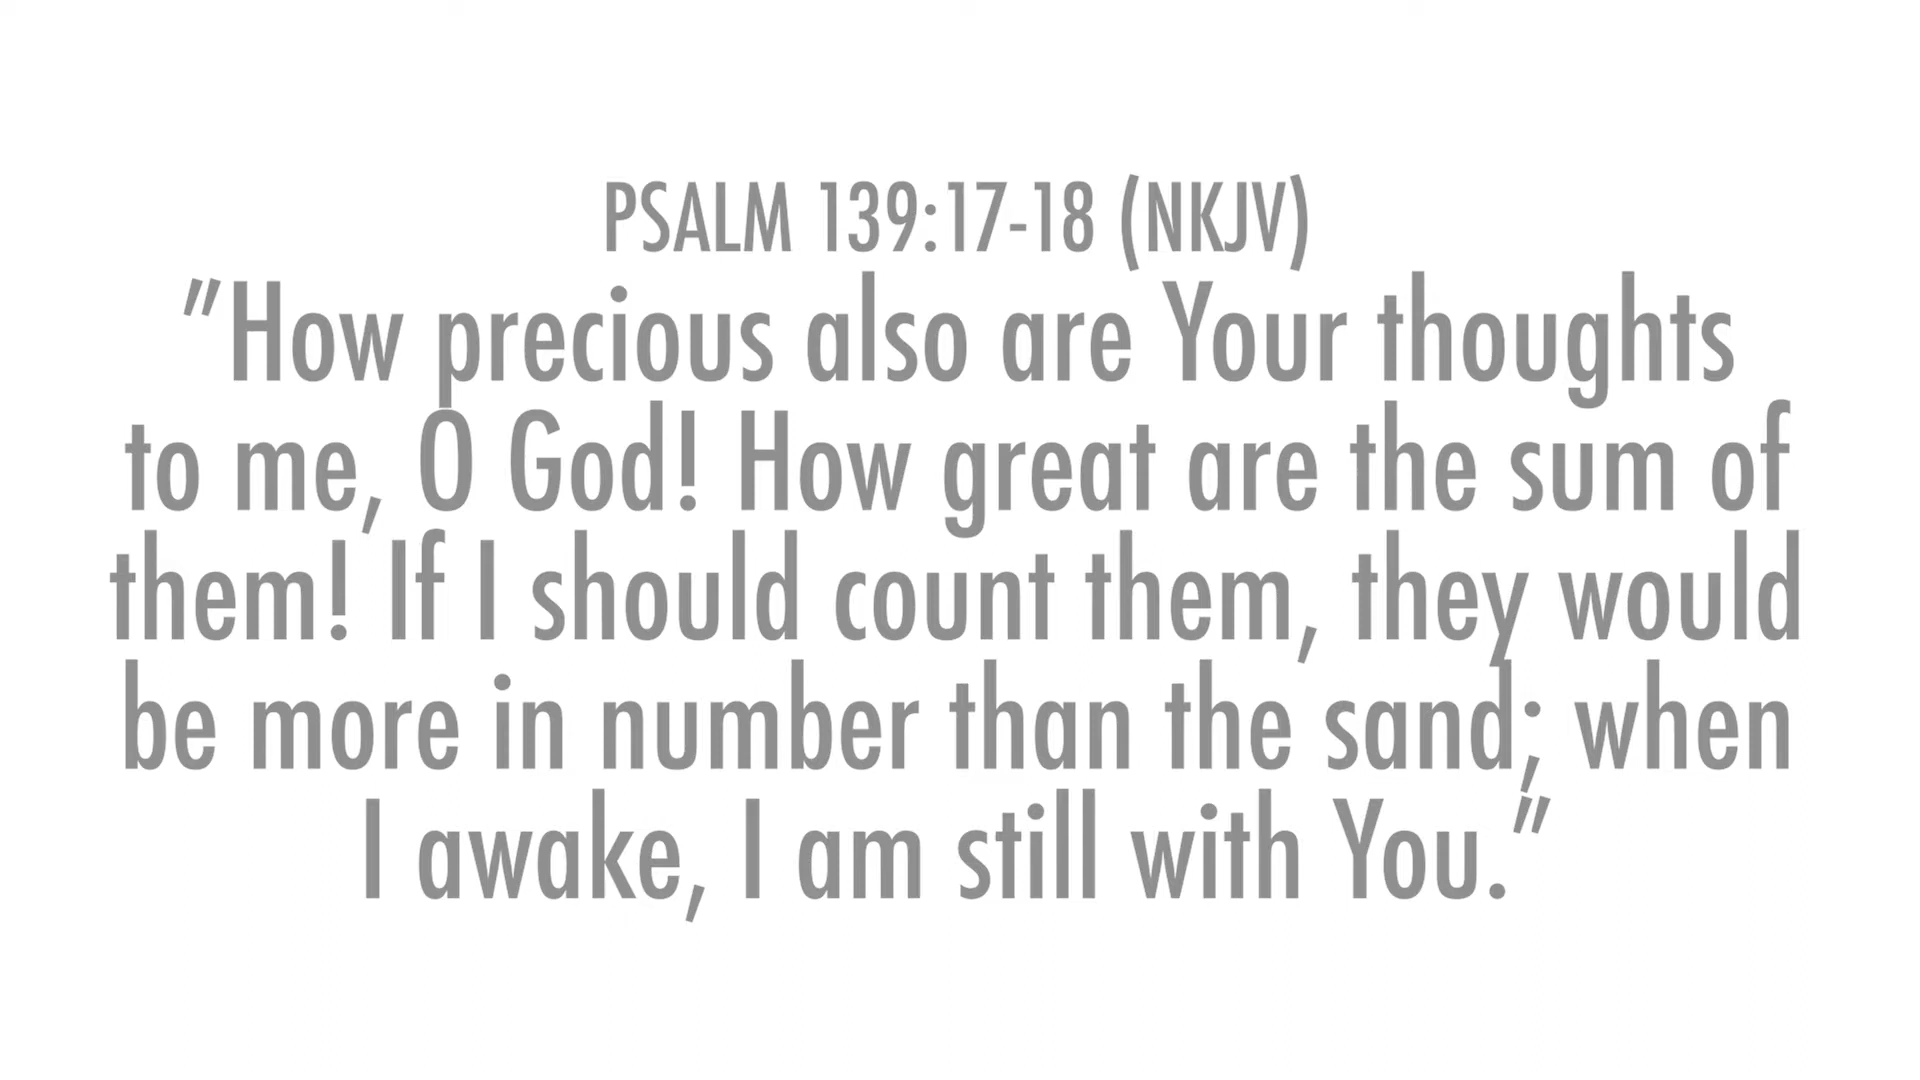 PSALM 139:17-18 (NKJV)
"How precious also are Your thoughts
to me, O God! How great are the sum of
them! If I should count them, they would
be more in number than the sand; when
I awake, I am still with You."